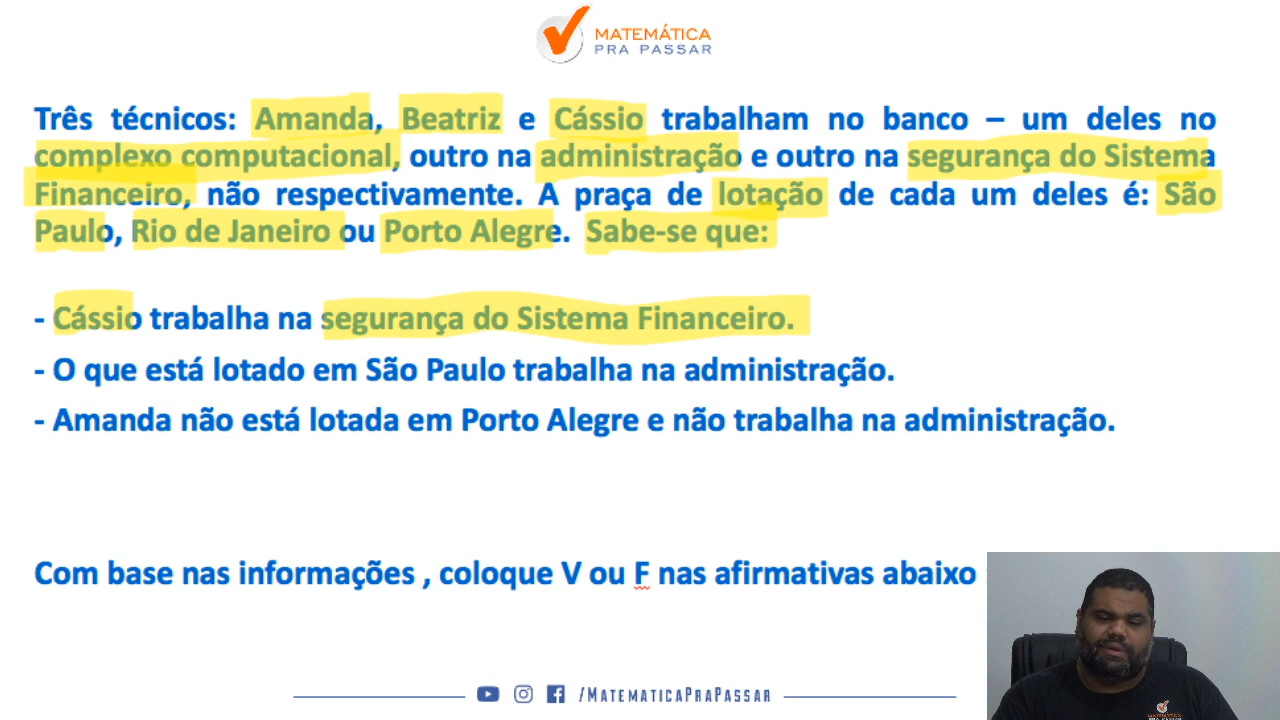 MATEMÁTICA
PRA PASSAR
Três técnicos: Amanda, Beatriz e Cássio trabalham no banco – um deles no
complexo computacional, outro na administração e outro na segurança do Sistema
Financeiro, não respectivamente. A praça de lotação de cada um deles é: São
Paulo, Rio de Janeiro ou Porto Alegre. Sabe-se que:
- Cássio trabalha na segurança do Sistema Financeiro.
- O que está lotado em São Paulo trabalha na administração.
- Amanda não está lotada em Porto Alegre e não trabalha na administração.
Com base nas informações , coloque V ou F nas afirmativas abaixo
/MATEMATICAPRAPASSAR